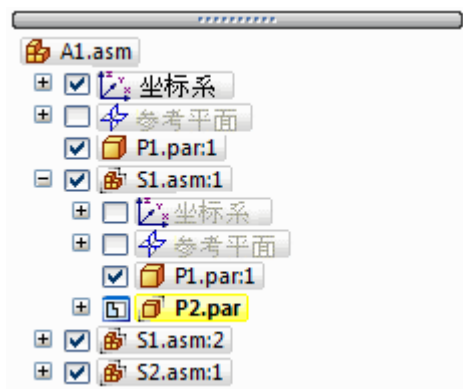 A1.asm
坐标系
参考平面
P1.par:1
S1.asm:1
坐标系
参考平面
P1.par:1
P2.par
S1.asm:2
S2.asm:1